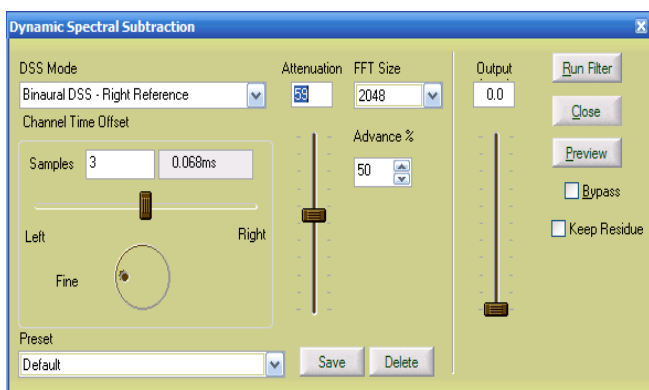 Dynamic Spectral Subtraction
DSS Mode
Binaural DSS - Right Reference
Channel Time Offset
Samples 3 0.068ms
Left Right
Fine
Preset
Default
Save Delete
Attenuation
59
FFT Size
2048
Advance %
50
Output
0.0
Run Filter
Close
Preview
Bypass
Keep Residue